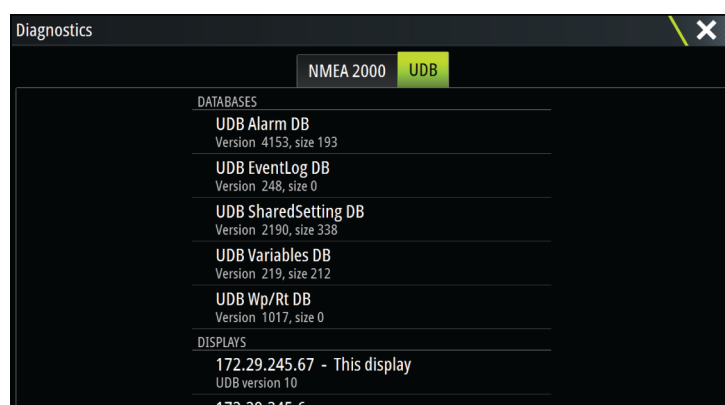 Diagnostics
NMEA 2000 UDB
DATABASES
UDB Alarm DB
Version 4153, size 193
UDB EventLog DB
Version 248, size 0
UDB SharedSetting DB
Version 2190, size 338
UDB Variables DB
Version 219, size 212
UDB Wp/Rt DB
Version 1017, size 0
DISPLAYS
172.29.245.67 - This display
UDB version 10